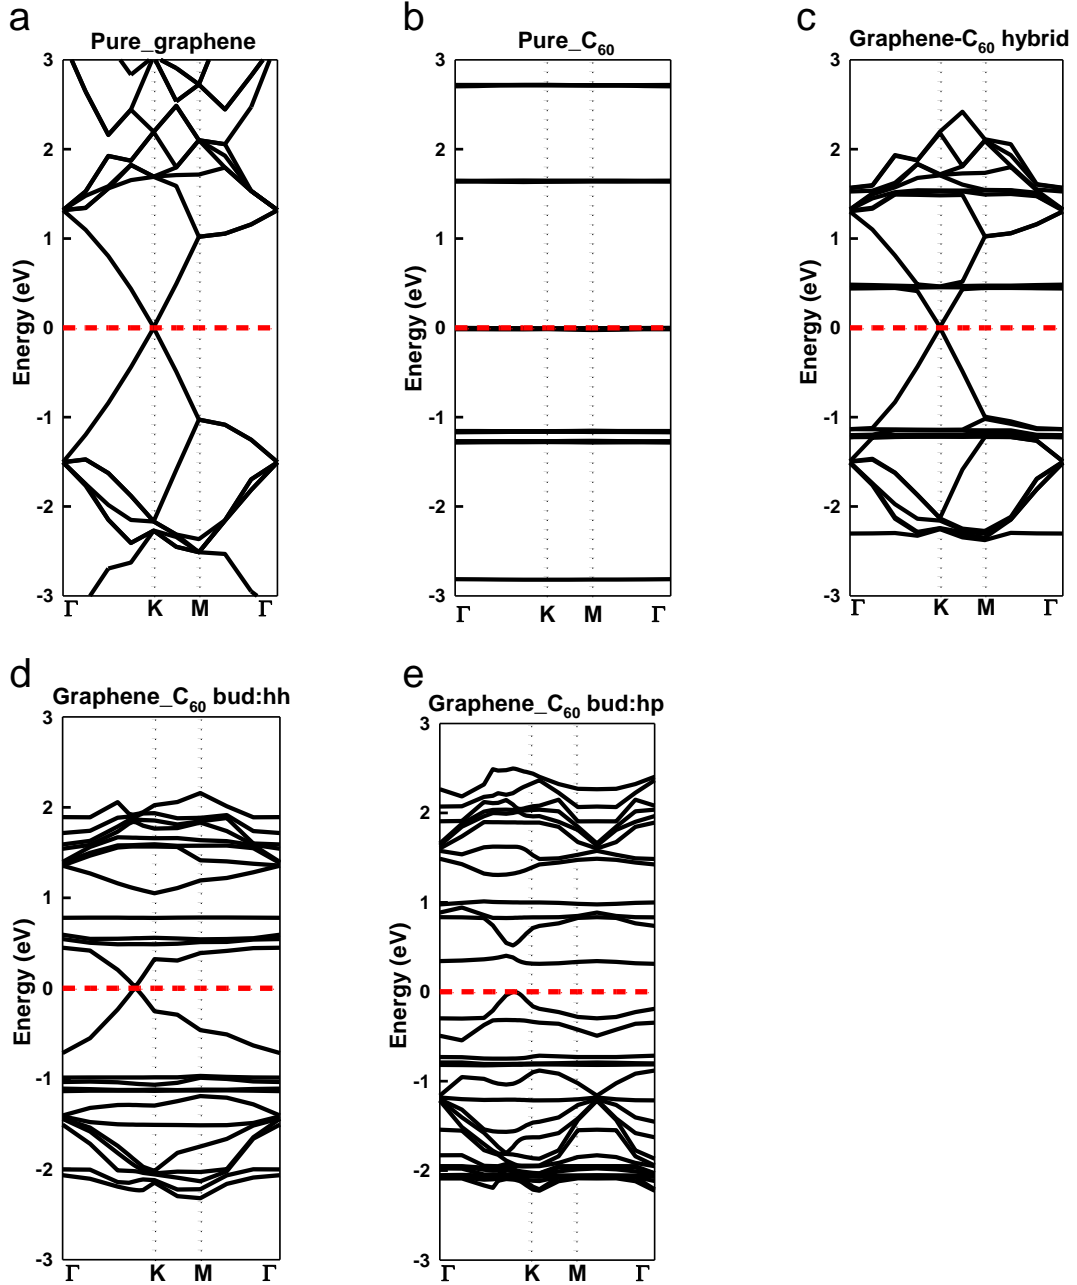 a
Pure_graphene
3
2
1
0
-1
-2
-3
Energy (eV)
Γ K M Γ
b
Pure_C60
3
2
1
0
-1
-2
-3
Energy (eV)
Γ K M Γ
c
Graphene-C60 hybrid
3
2
1
0
-1
-2
-3
Energy (eV)
Γ K M Γ
d
Graphene_C60 bud:hh
3
2
1
0
-1
-2
-3
Energy (eV)
Γ K M Γ
e
Graphene_C60 bud:hp
3
2
1
0
-1
-2
-3
Energy (eV)
Γ K M Γ